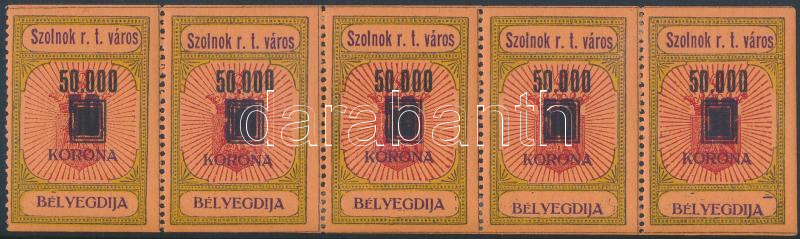 Szolnok r. t. város Szolnok r. t. város Szolnok r. t. város Szolnok r. t. város Szolnok r. t. város
50.000 50.000 50.000 50.000 50.000
darabanth
KORONA KORONA KORONA KORONA KORONA
BÉLYEGDIJA BÉLYEGDIJA BÉLYEGDIJA BÉLYEGDIJA BÉLYEGDIJA